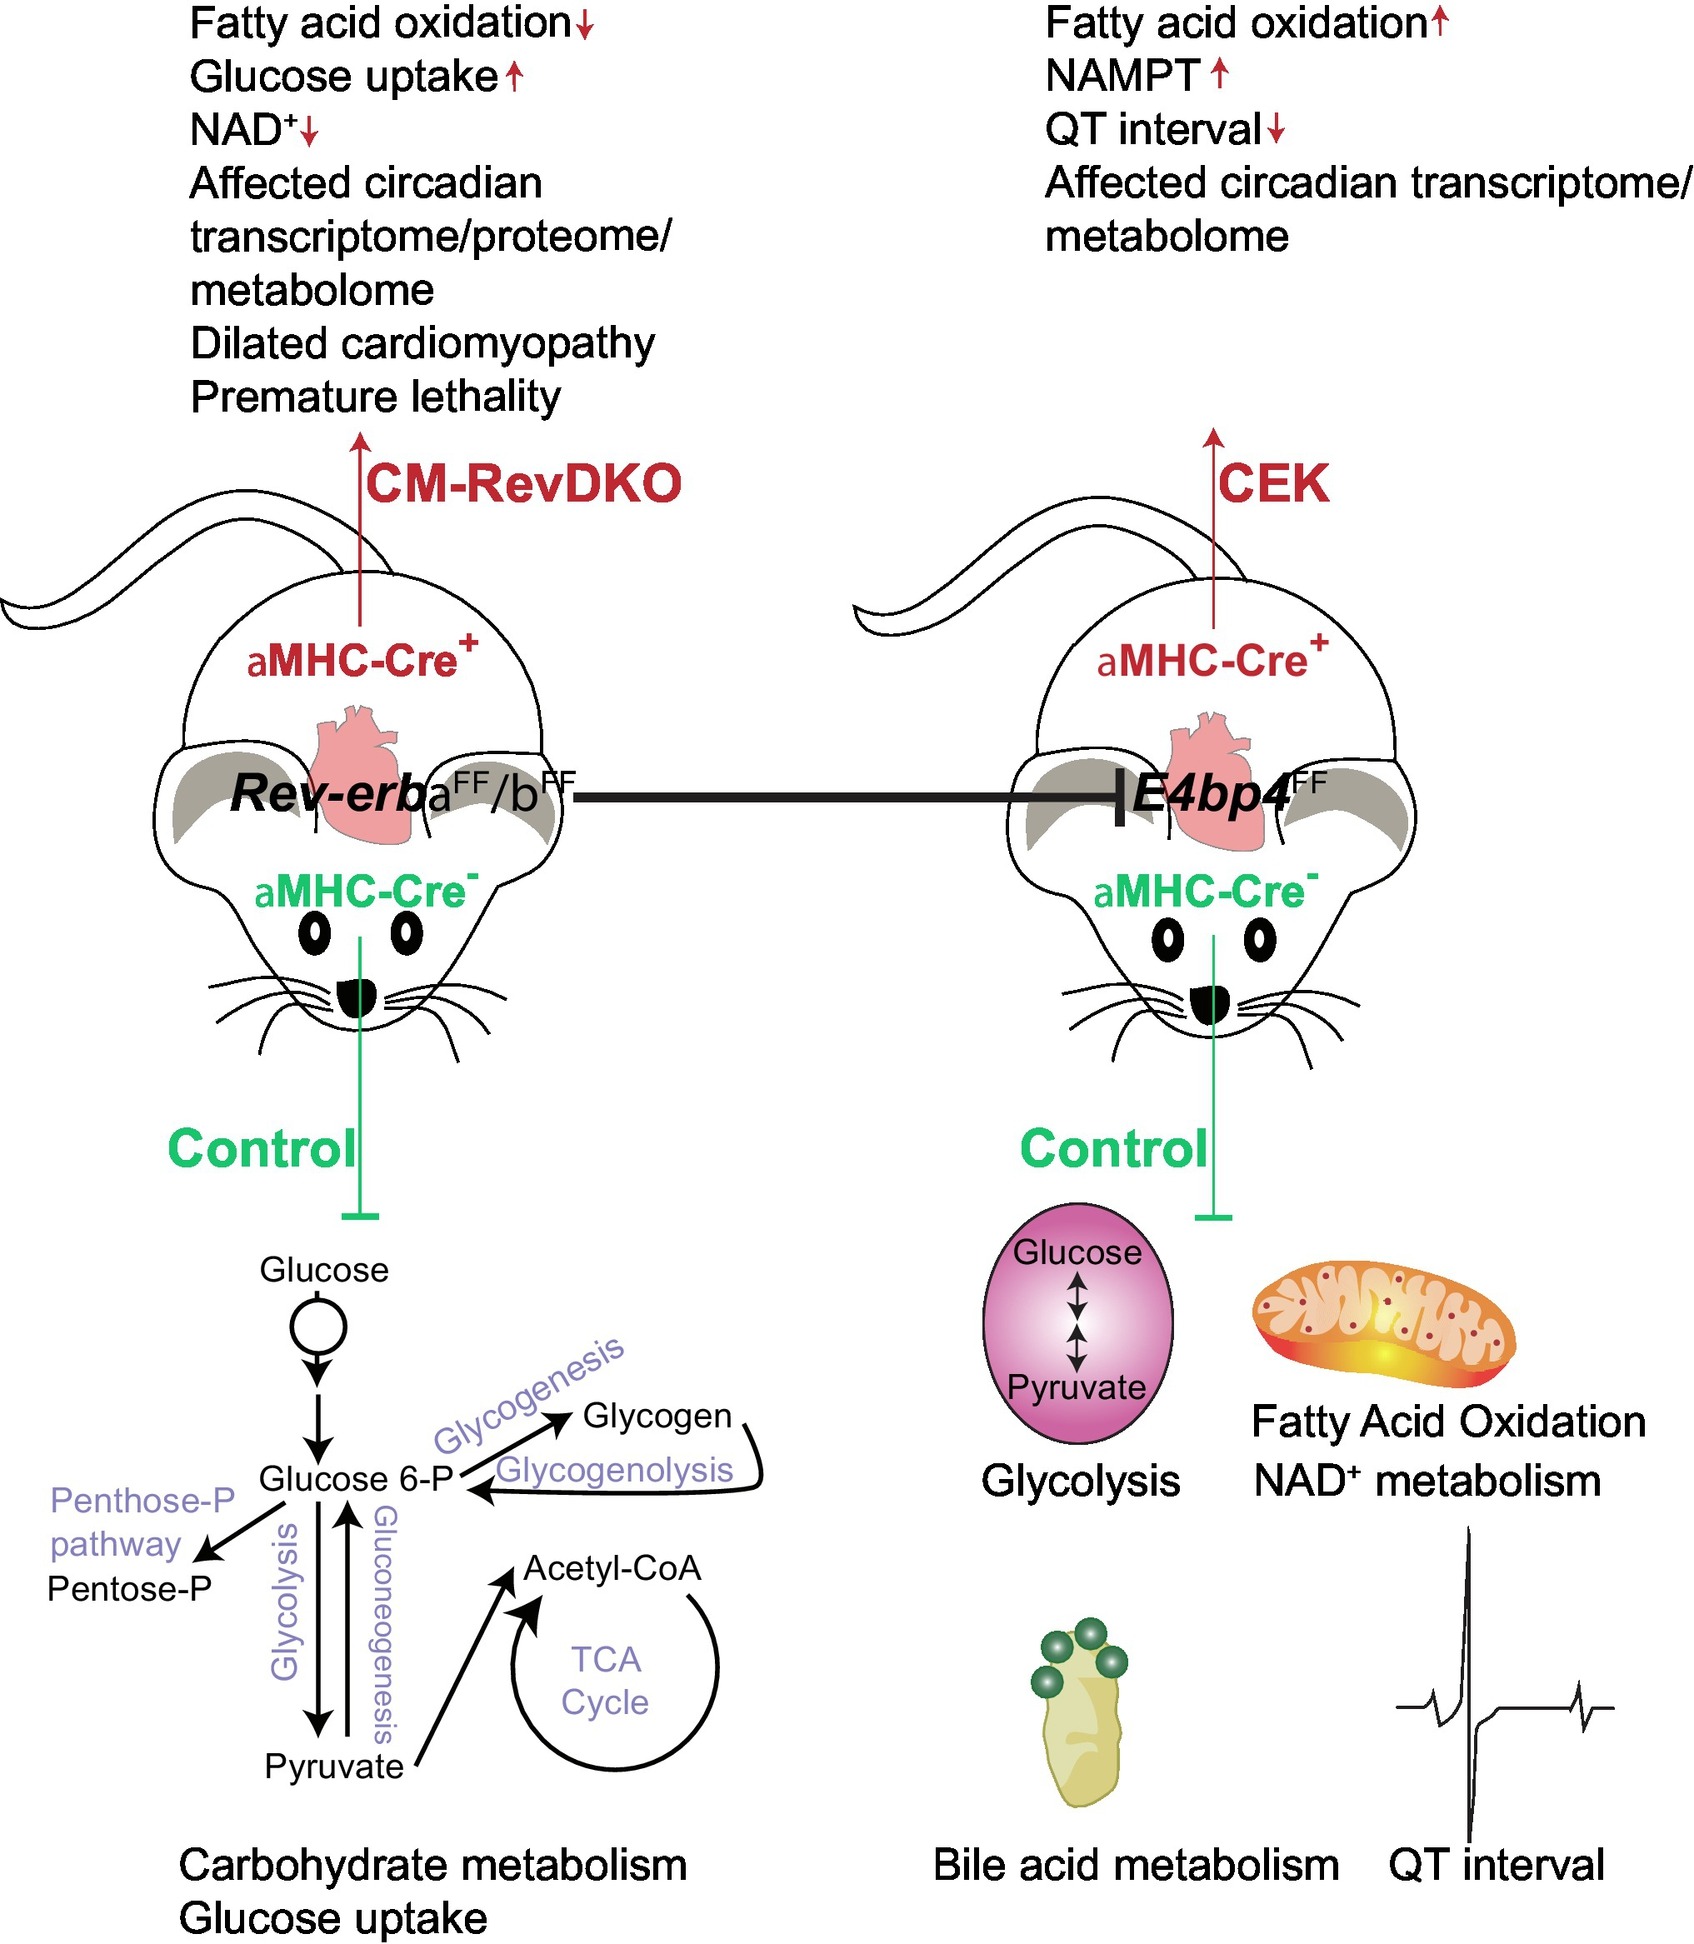 Fatty acid oxidation↓
Glucose uptake↑
NAD⁺↓
Affected circadian
transcriptome/proteome/
metabolome
Dilated cardiomyopathy
Premature lethality
CM-RevDKO
aMHC-Cre⁺
Rev-erbaFF/bFF
aMHC-Cre⁻
Control
Glucose
Glycogenesis
Glycogen
Glycogenolysis
Glucose 6-P
Penthose-P
pathway
Pentose-P
Glycolysis
Gluconeogenesis
Acetyl-CoA
TCA
Cycle
Pyruvate
Carbohydrate metabolism
Glucose uptake
Fatty acid oxidation↑
NAMPT↑
QT interval↓
Affected circadian transcriptome/
metabolome
CEK
aMHC-Cre⁺
E4bp4FF
aMHC-Cre⁻
Control
Glucose
Pyruvate
Glycolysis
Fatty Acid Oxidation
NAD⁺ metabolism
Bile acid metabolism
QT interval